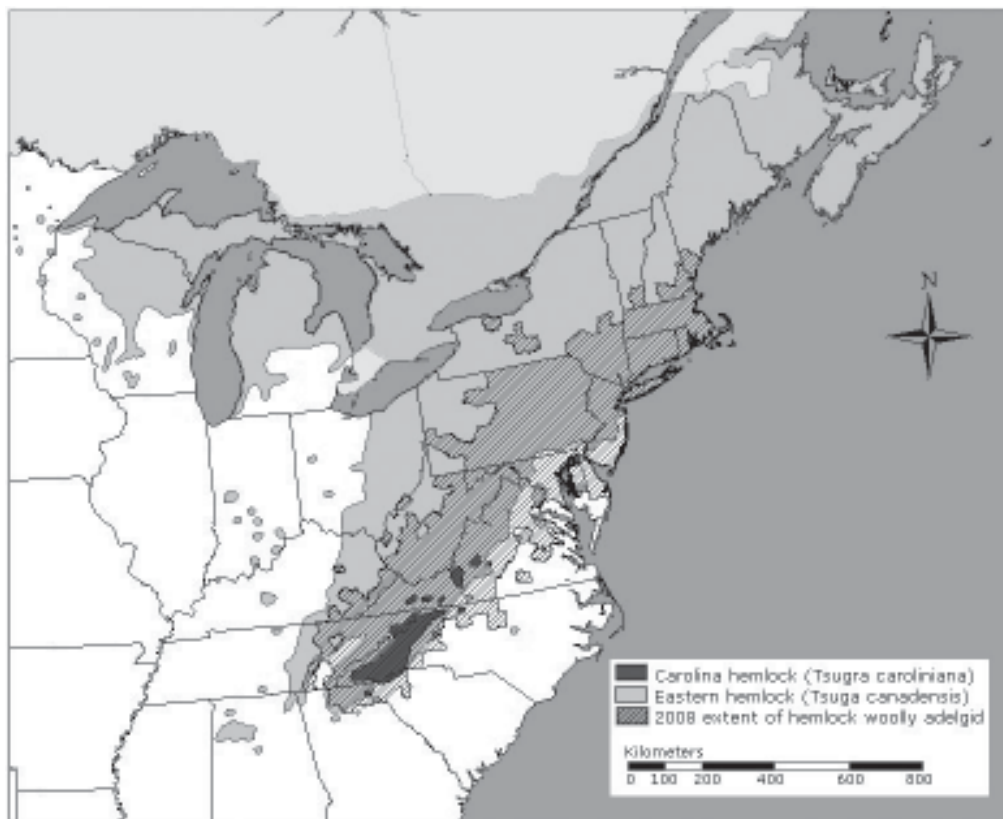 N
Carolina hemlock (Tsugra caroliniana)
Eastern hemlock (Tsuga canadensis)
2008 extent of hemlock woolly adelgid
Kilometers
0 100 200 400 600 800